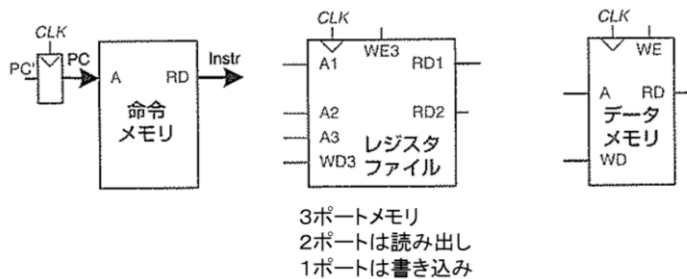 CLK
PC'
PC
A
RD
Instr
命令
メモリ
CLK
WE3
A1
RD1
A2
RD2
A3
WD3
レジスタ
ファイル
3ポートメモリ
2ポートは読み出し
1ポートは書き込み
CLK
WE
A
RD
データ
メモリ
WD